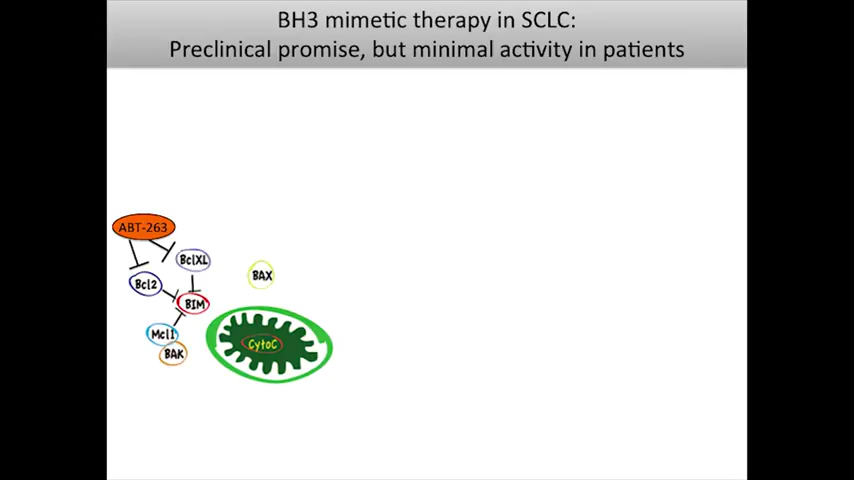 BH3 mimetic therapy in SCLC:
Preclinical promise, but minimal activity in patients
ABT-263
BclXL
BAX
Bcl2
BIM
Mcl1
CytoC
BAK